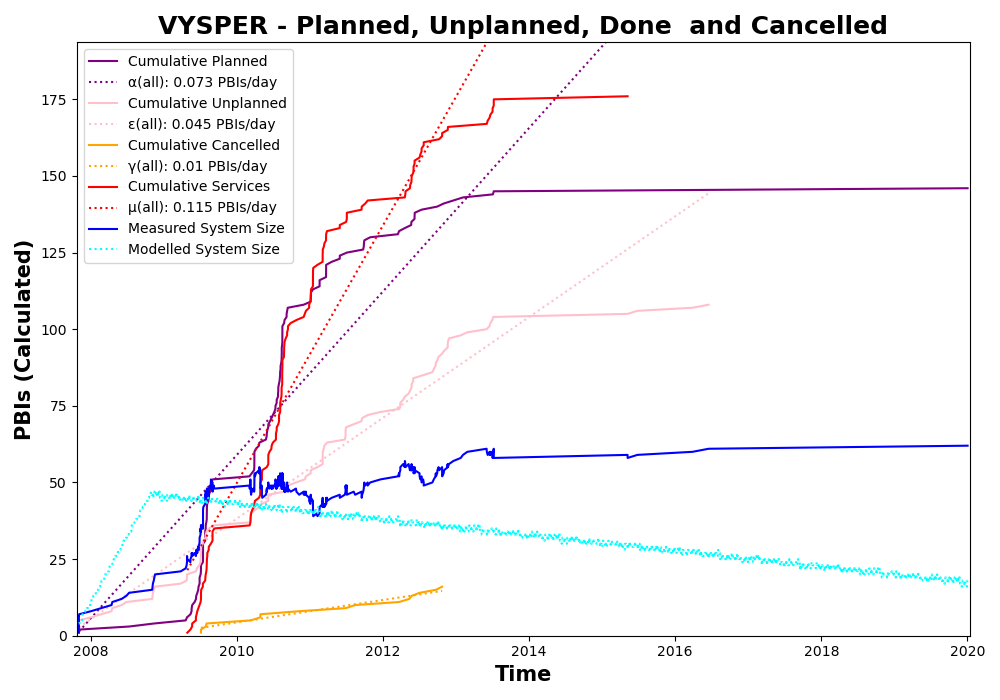 VYSPER - Planned, Unplanned, Done  and Cancelled
Cumulative Planned
α(all): 0.073 PBIs/day
Cumulative Unplanned
ε(all): 0.045 PBIs/day
Cumulative Cancelled
γ(all): 0.01 PBIs/day
Cumulative Services
μ(all): 0.115 PBIs/day
Measured System Size
Modelled System Size
PBIs (Calculated)
175
150
125
100
75
50
25
0
2008 2010 2012 2014 2016 2018 2020
Time